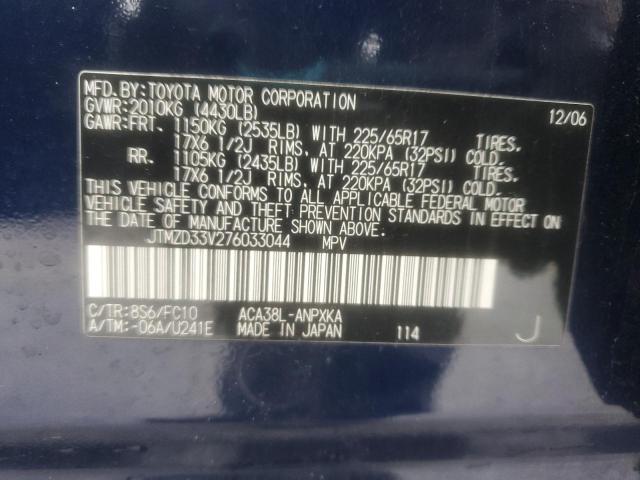 MFD.BY:TOYOTA MOTOR CORPORATION 12/06
GVWR:2010KG (4430LB)
GAWR:FRT. 1150KG (2535LB) WITH 225/65R17 TIRES.
17X6 1/2J RIMS, AT 220KPA (32PSI) COLD.
RR. 1105KG (2435LB) WITH 225/65R17 TIRES.
17X6 1/2J RIMS, AT 220KPA (32PSI) COLD.
THIS VEHICLE CONFORMS TO ALL APPLICABLE FEDERAL MOTOR
VEHICLE SAFETY AND THEFT PREVENTION STANDARDS IN EFFECT ON
THE DATE OF MANUFACTURE SHOWN ABOVE.
JTMZD33V276033044 MPV
C/TR:8S6/FC10 ACA38L-ANPXKA
A/TM:-06A/U241E MADE IN JAPAN 114 J